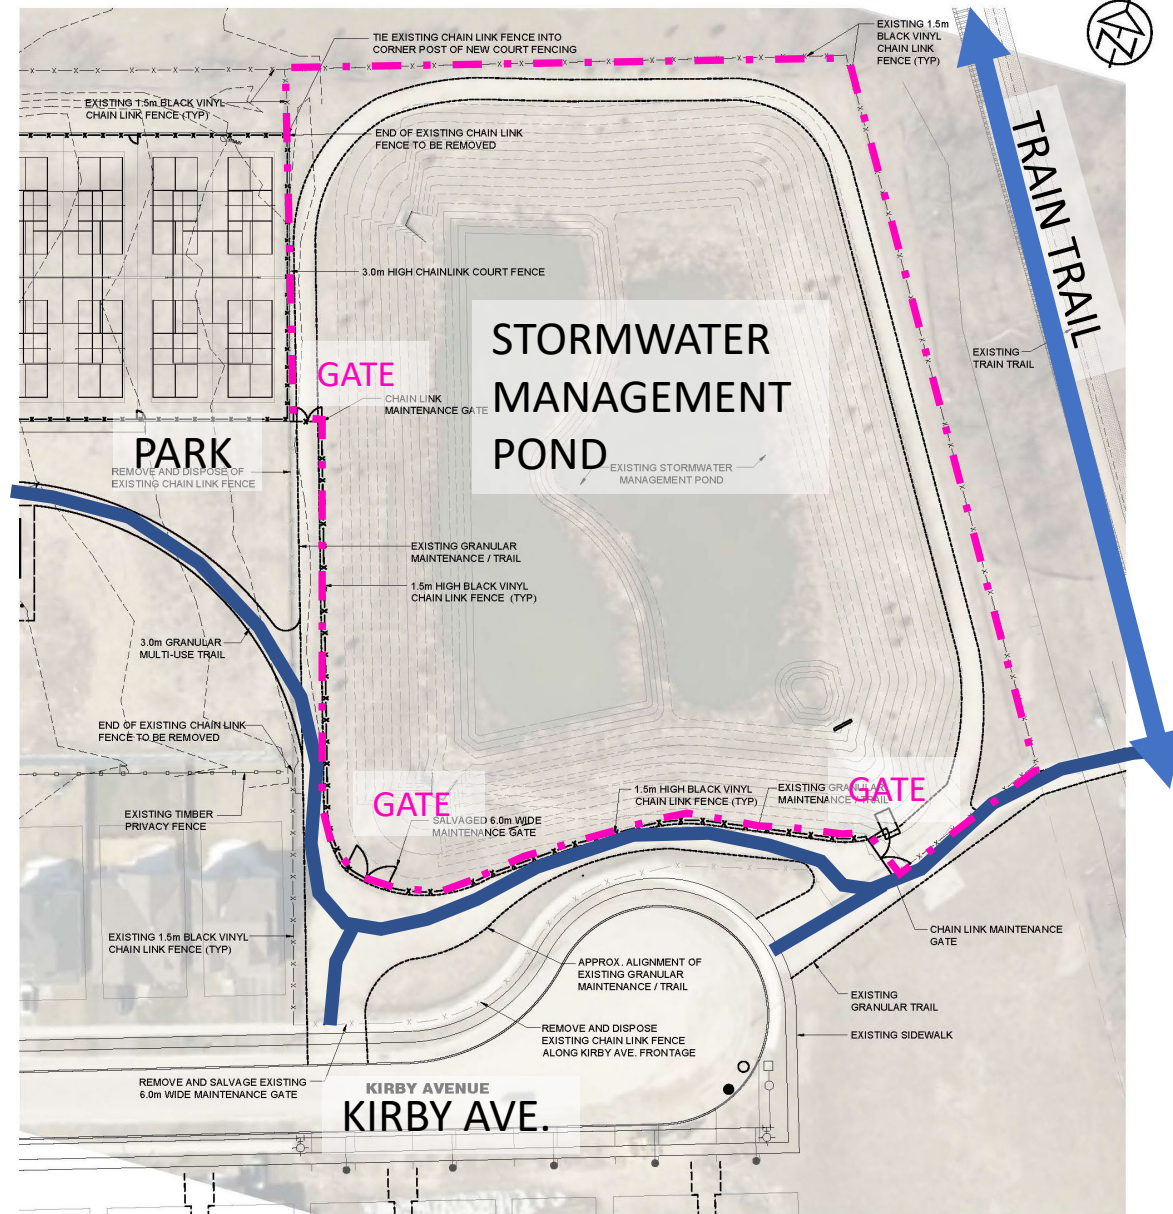 TIE EXISTING CHAIN LINK FENCE INTO
CORNER POST OF NEW COURT FENCING
EXISTING 1.5m
BLACK VINYL
CHAIN LINK
FENCE (TYP)
EXISTING 1.5m BLACK VINYL
CHAIN LINK FENCE (TYP)
END OF EXISTING CHAIN LINK
FENCE TO BE REMOVED
TRAIN TRAIL
3.0m HIGH CHAINLINK COURT FENCE
STORMWATER
MANAGEMENT
POND
EXISTING
TRAIN TRAIL
GATE
CHAIN LINK
MAINTENANCE GATE
PARK
REMOVE AND DISPOSE OF
EXISTING CHAIN LINK FENCE
EXISTING STORMWATER
MANAGEMENT POND
EXISTING GRANULAR
MAINTENANCE / TRAIL
1.5m HIGH BLACK VINYL
CHAIN LINK FENCE (TYP)
3.0m GRANULAR
MULTI-USE TRAIL
END OF EXISTING CHAIN LINK
FENCE TO BE REMOVED
GATE
SALVAGED 6.0m WIDE
MAINTENANCE GATE
1.5m HIGH BLACK VINYL
CHAIN LINK FENCE (TYP)
EXISTING GRANULAR
MAINTENANCE / TRAIL
GATE
EXISTING TIMBER
PRIVACY FENCE
EXISTING 1.5m BLACK VINYL
CHAIN LINK FENCE (TYP)
CHAIN LINK MAINTENANCE
GATE
APPROX. ALIGNMENT OF
EXISTING GRANULAR
MAINTENANCE / TRAIL
EXISTING
GRANULAR TRAIL
REMOVE AND DISPOSE
EXISTING CHAIN LINK FENCE
ALONG KIRBY AVE. FRONTAGE
EXISTING SIDEWALK
REMOVE AND SALVAGE EXISTING
6.0m WIDE MAINTENANCE GATE
KIRBY AVENUE
KIRBY AVE.